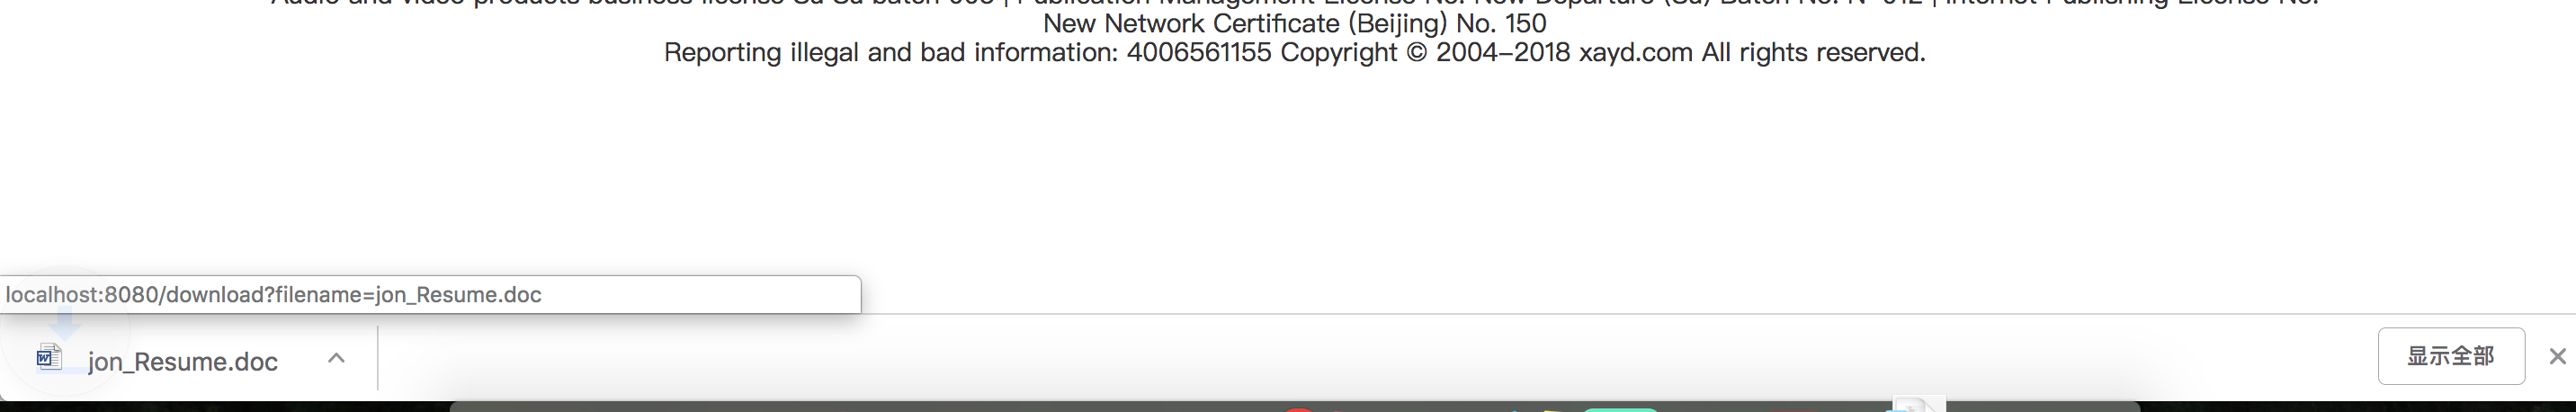 New Network Certificate (Beijing) No. 150
Reporting illegal and bad information: 4006561155 Copyright © 2004-2018 xayd.com All rights reserved.
localhost:8080/download?filename=jon_Resume.doc
jon_Resume.doc
显示全部